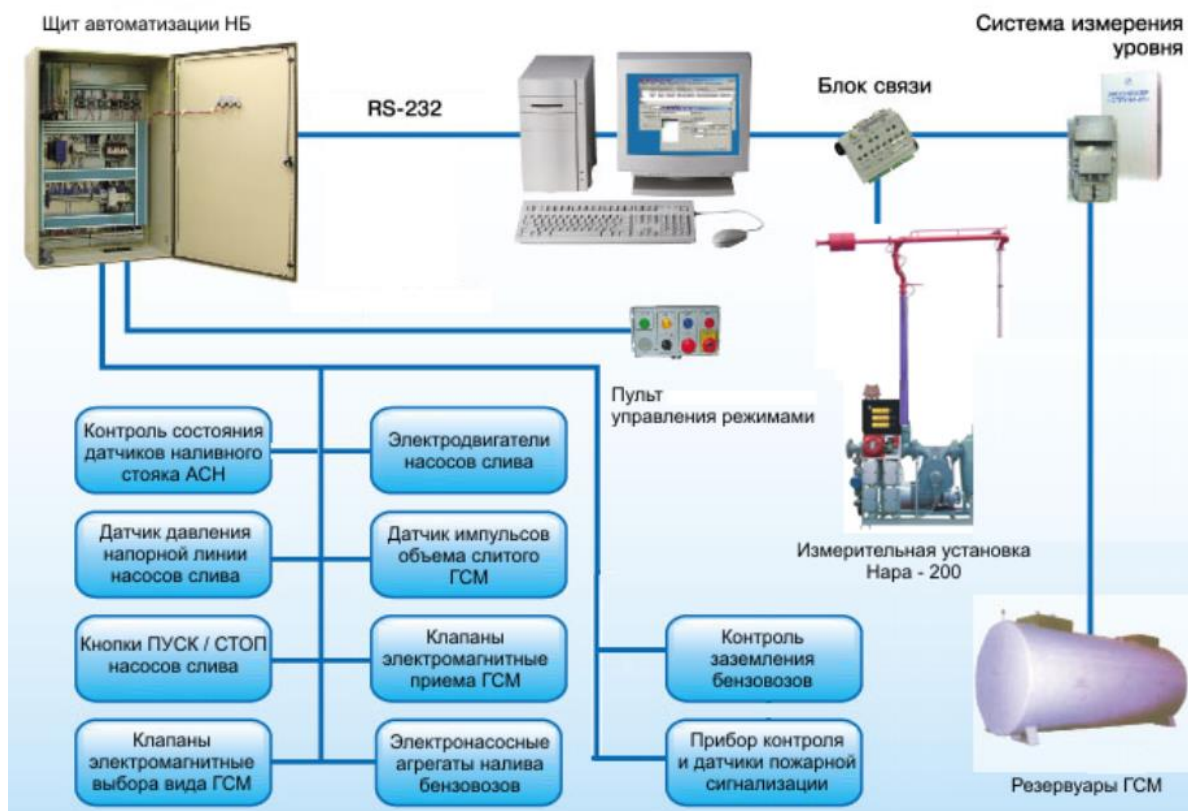 Щит автоматизации НБ
Система измерения
уровня
RS-232
Блок связи
Пульт
управления режимами
Измерительная установка
Нара - 200
Контроль состояния
датчиков наливного
стояка АСН
Электродвигатели
насосов слива
Датчик давления
напорной линии
насосов слива
Датчик импульсов
объема слитого
ГСМ
Кнопки ПУСК / СТОП
насосов слива
Клапаны
электромагнитные
приема ГСМ
Контроль
заземления
бензовозов
Клапаны
электромагнитные
выбора вида ГСМ
Электронасосные
агрегаты налива
бензовозов
Прибор контроля
и датчики пожарной
сигнализации
Резервуары ГСМ